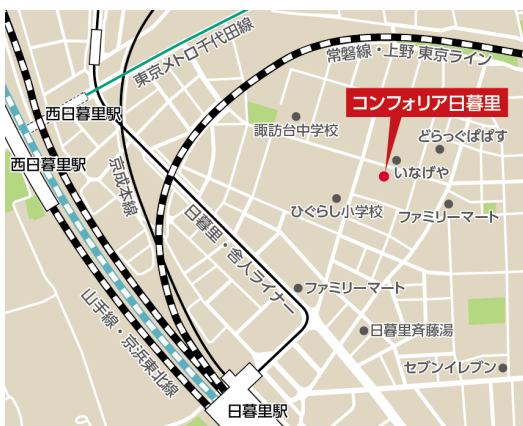 東京メトロ千代田線
常磐線・上野東京ライン
コンフォリア日暮里
西日暮里駅
諏訪台中学校
どらっぐぱぱす
西日暮里駅
京成本線
いなげや
日暮里・舎人ライナー
ひぐらし小学校
ファミリーマート
山手線・京浜東北線
ファミリーマート
日暮里斉藤湯
セブンイレブン
日暮里駅